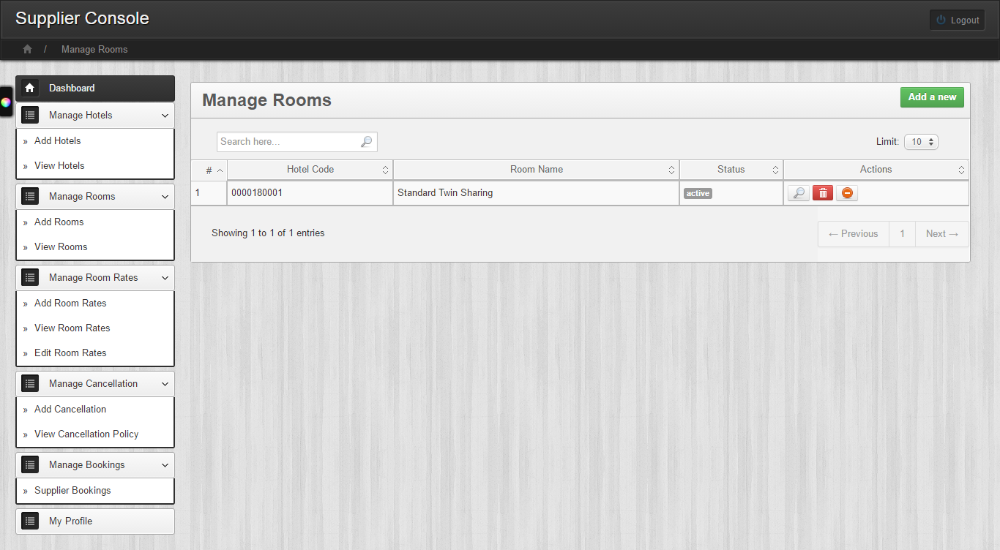 Supplier Console
Logout
/ Manage Rooms
Dashboard
Manage Hotels
» Add Hotels
» View Hotels
Manage Rooms
» Add Rooms
» View Rooms
Manage Room Rates
» Add Room Rates
» View Room Rates
» Edit Room Rates
Manage Cancellation
» Add Cancellation
» View Cancellation Policy
Manage Bookings
» Supplier Bookings
My Profile
Manage Rooms
Add a new
Search here...
Limit: 10
# Hotel Code Room Name Status Actions
1 0000180001 Standard Twin Sharing active
Showing 1 to 1 of 1 entries
← Previous 1 Next →